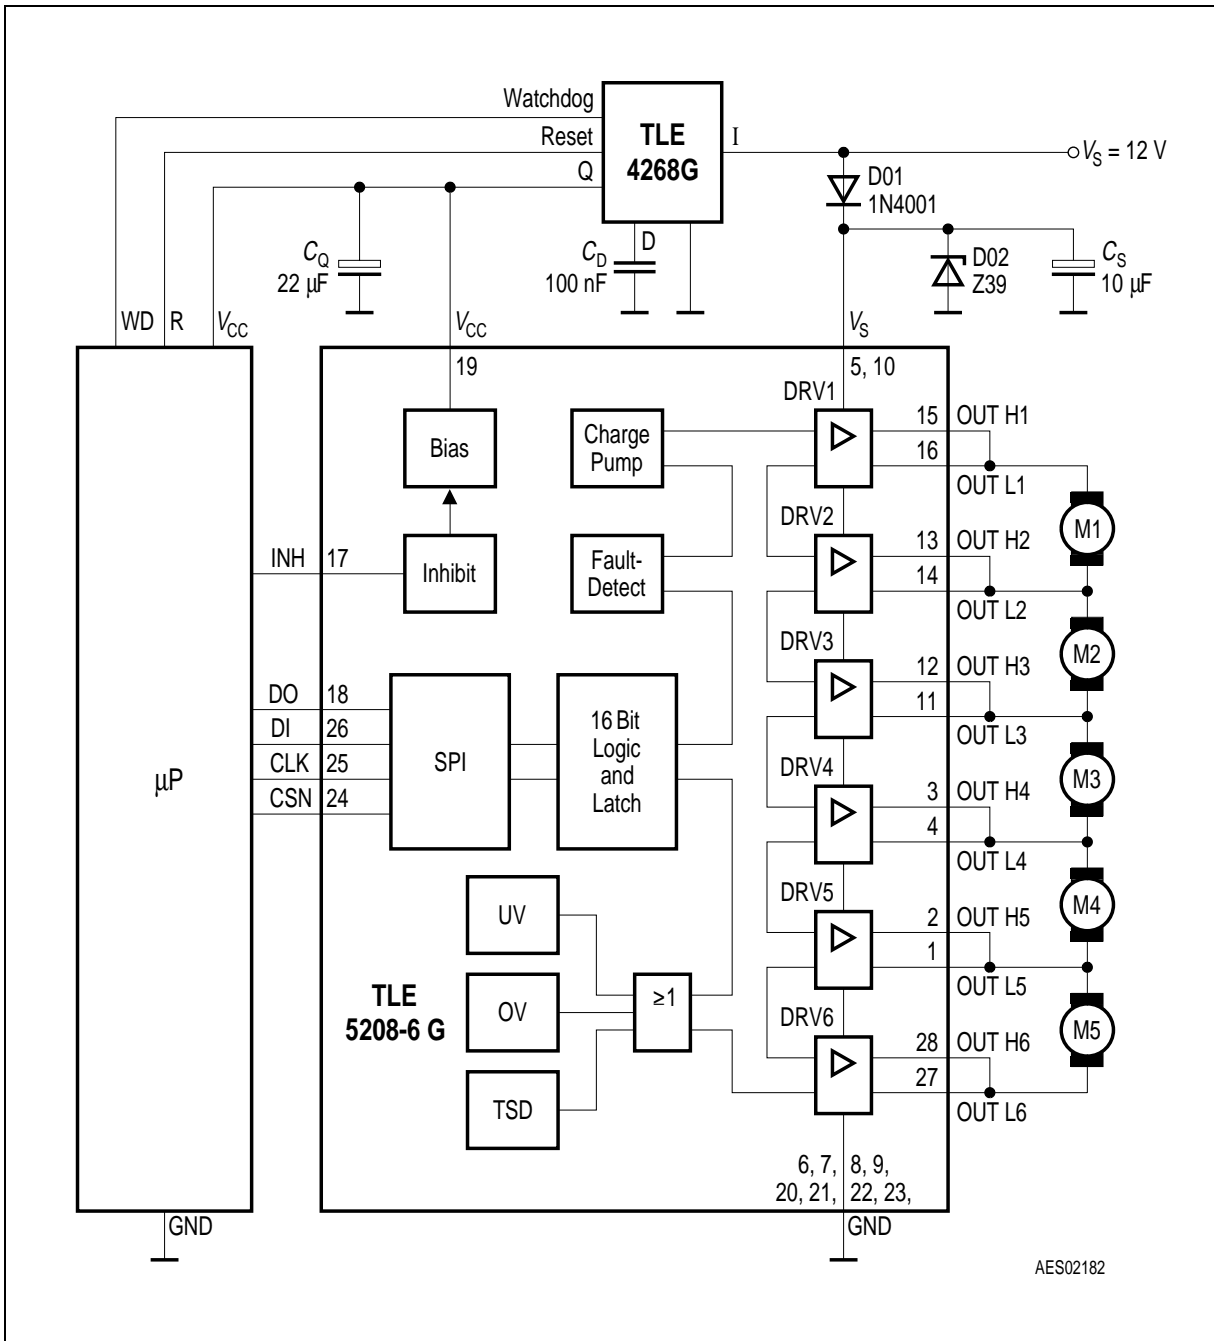 Watchdog
Reset
Q
TLE
4268G
I
V_S = 12 V
D01
1N4001
D
C_Q
22 µF
C_D
100 nF
D02
Z39
C_S
10 µF
WD R V_CC
V_CC
V_S
19
5, 10
DRV1
Bias
Charge
Pump
15 OUT H1
16
OUT L1
M1
DRV2
INH 17
Inhibit
Fault-
Detect
13 OUT H2
14
OUT L2
M2
DRV3
12 OUT H3
11
OUT L3
M3
µP
DO 18
DI 26
CLK 25
CSN 24
SPI
16 Bit
Logic
and
Latch
DRV4
3 OUT H4
4
OUT L4
M4
DRV5
UV
2 OUT H5
1
OUT L5
M5
TLE
5208-6 G
OV
≥1
DRV6
28 OUT H6
27
OUT L6
TSD
6, 7, 8, 9,
20, 21, 22, 23,
GND
GND
AES02182